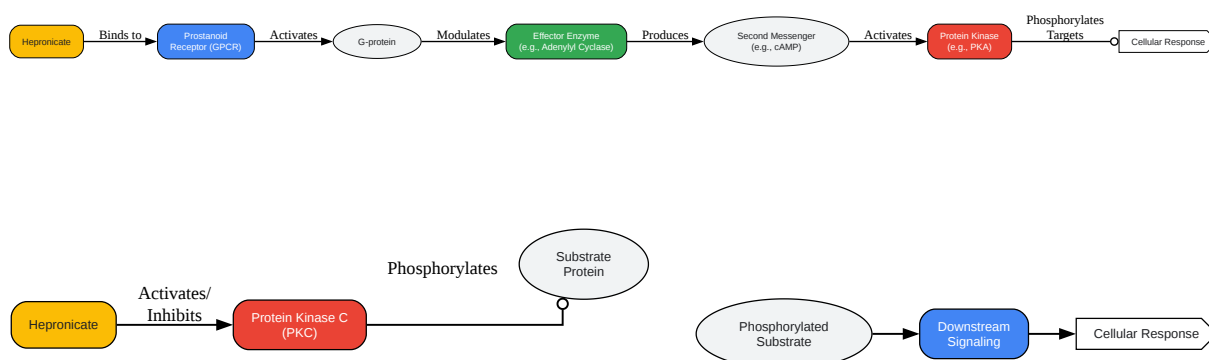 Hepronicate
Binds to
Prostanoid
Receptor (GPCR)
Activates
G-protein
Modulates
Effector Enzyme
(e.g., Adenylyl Cyclase)
Produces
Second Messenger
(e.g., cAMP)
Activates
Protein Kinase
(e.g., PKA)
Phosphorylates
Targets
Cellular Response
Hepronicate
Activates/
Inhibits
Protein Kinase C
(PKC)
Phosphorylates
Substrate
Protein
Phosphorylated
Substrate
Downstream
Signaling
Cellular Response